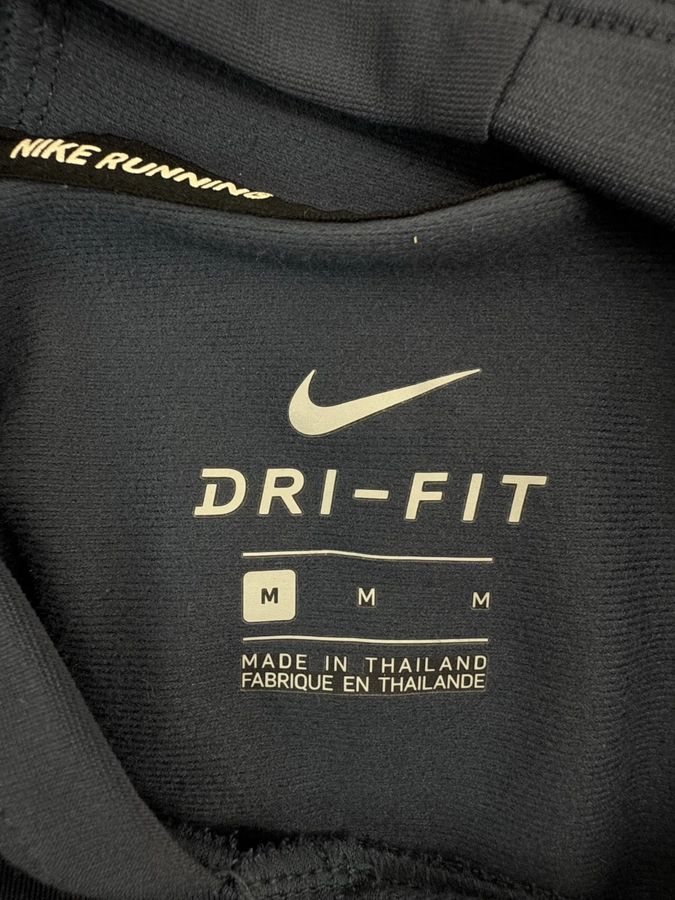 NIKE RUNNING
DRI-FIT
M M M
MADE IN THAILAND
FABRIQUE EN THAILANDE